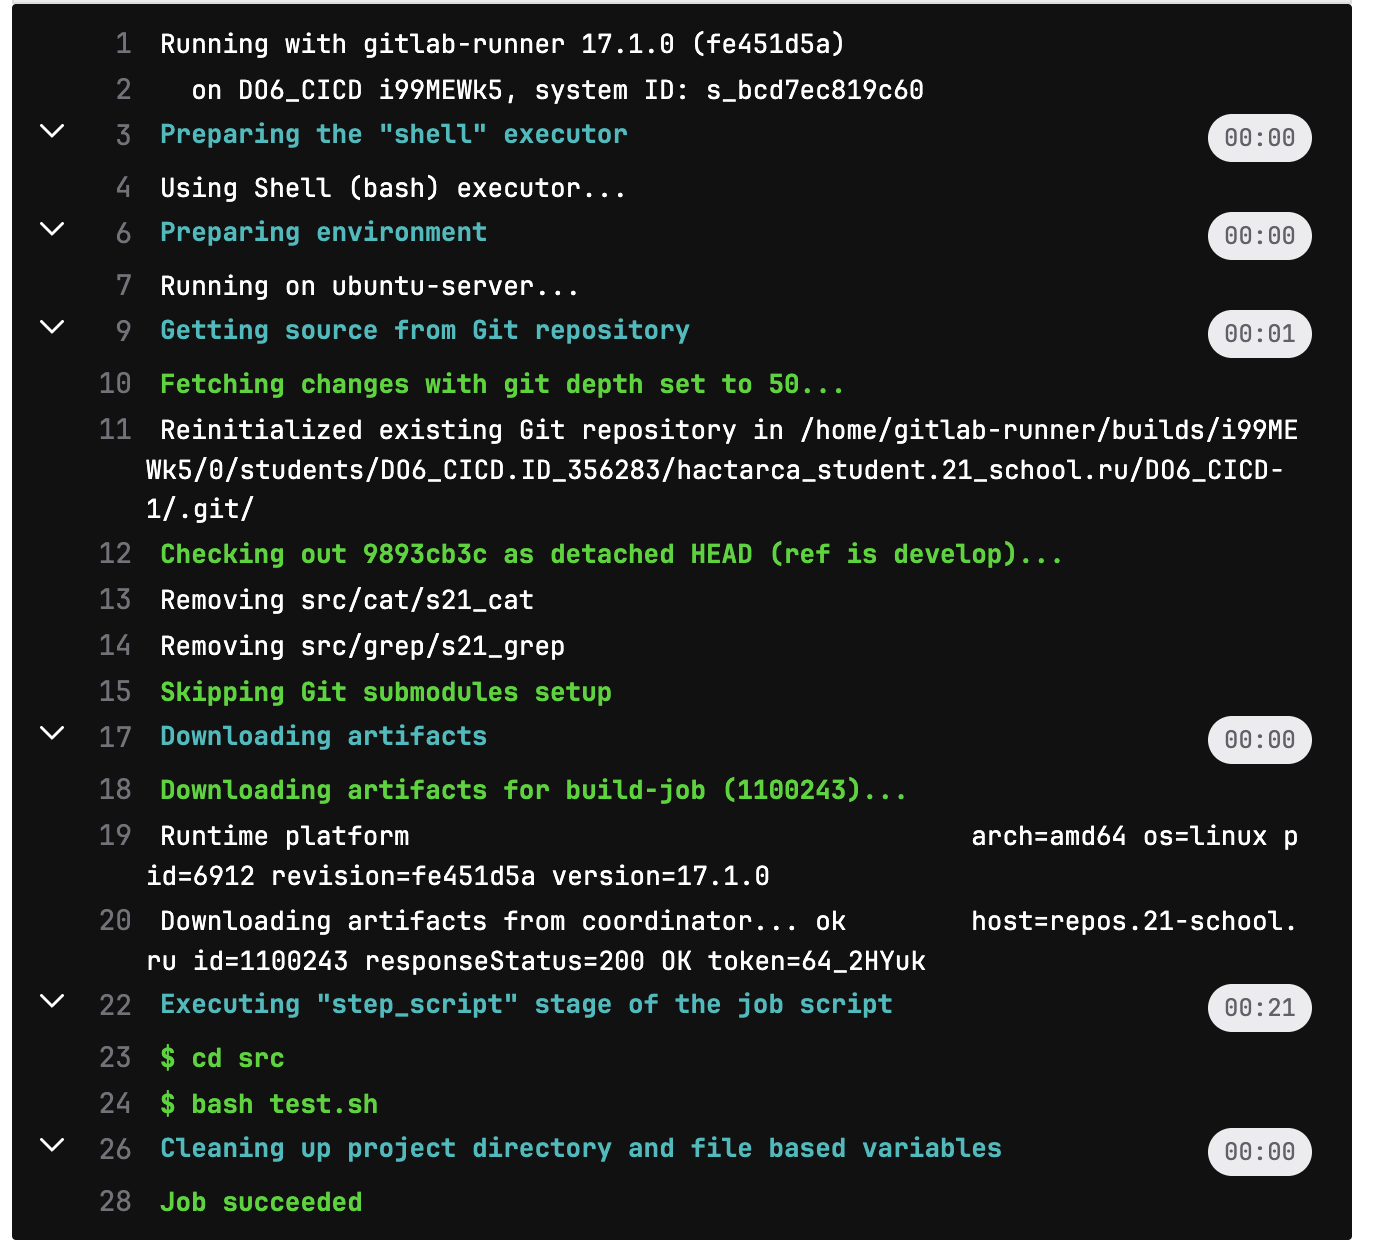 1 Running with gitlab-runner 17.1.0 (fe451d5a)
2 on DO6_CICD i99MEWk5, system ID: s_bcd7ec819c60
3 Preparing the "shell" executor 00:00
4 Using Shell (bash) executor...
6 Preparing environment 00:00
7 Running on ubuntu-server...
9 Getting source from Git repository 00:01
10 Fetching changes with git depth set to 50...
11 Reinitialized existing Git repository in /home/gitlab-runner/builds/i99ME
Wk5/0/students/DO6_CICD.ID_356283/hactarca_student.21_school.ru/DO6_CICD-
1/.git/
12 Checking out 9893cb3c as detached HEAD (ref is develop)...
13 Removing src/cat/s21_cat
14 Removing src/grep/s21_grep
15 Skipping Git submodules setup
17 Downloading artifacts 00:00
18 Downloading artifacts for build-job (1100243)...
19 Runtime platform arch=amd64 os=linux p
id=6912 revision=fe451d5a version=17.1.0
20 Downloading artifacts from coordinator... ok host=repos.21-school.
ru id=1100243 responseStatus=200 OK token=64_2HYuk
22 Executing "step_script" stage of the job script 00:21
23 $ cd src
24 $ bash test.sh
26 Cleaning up project directory and file based variables 00:00
28 Job succeeded